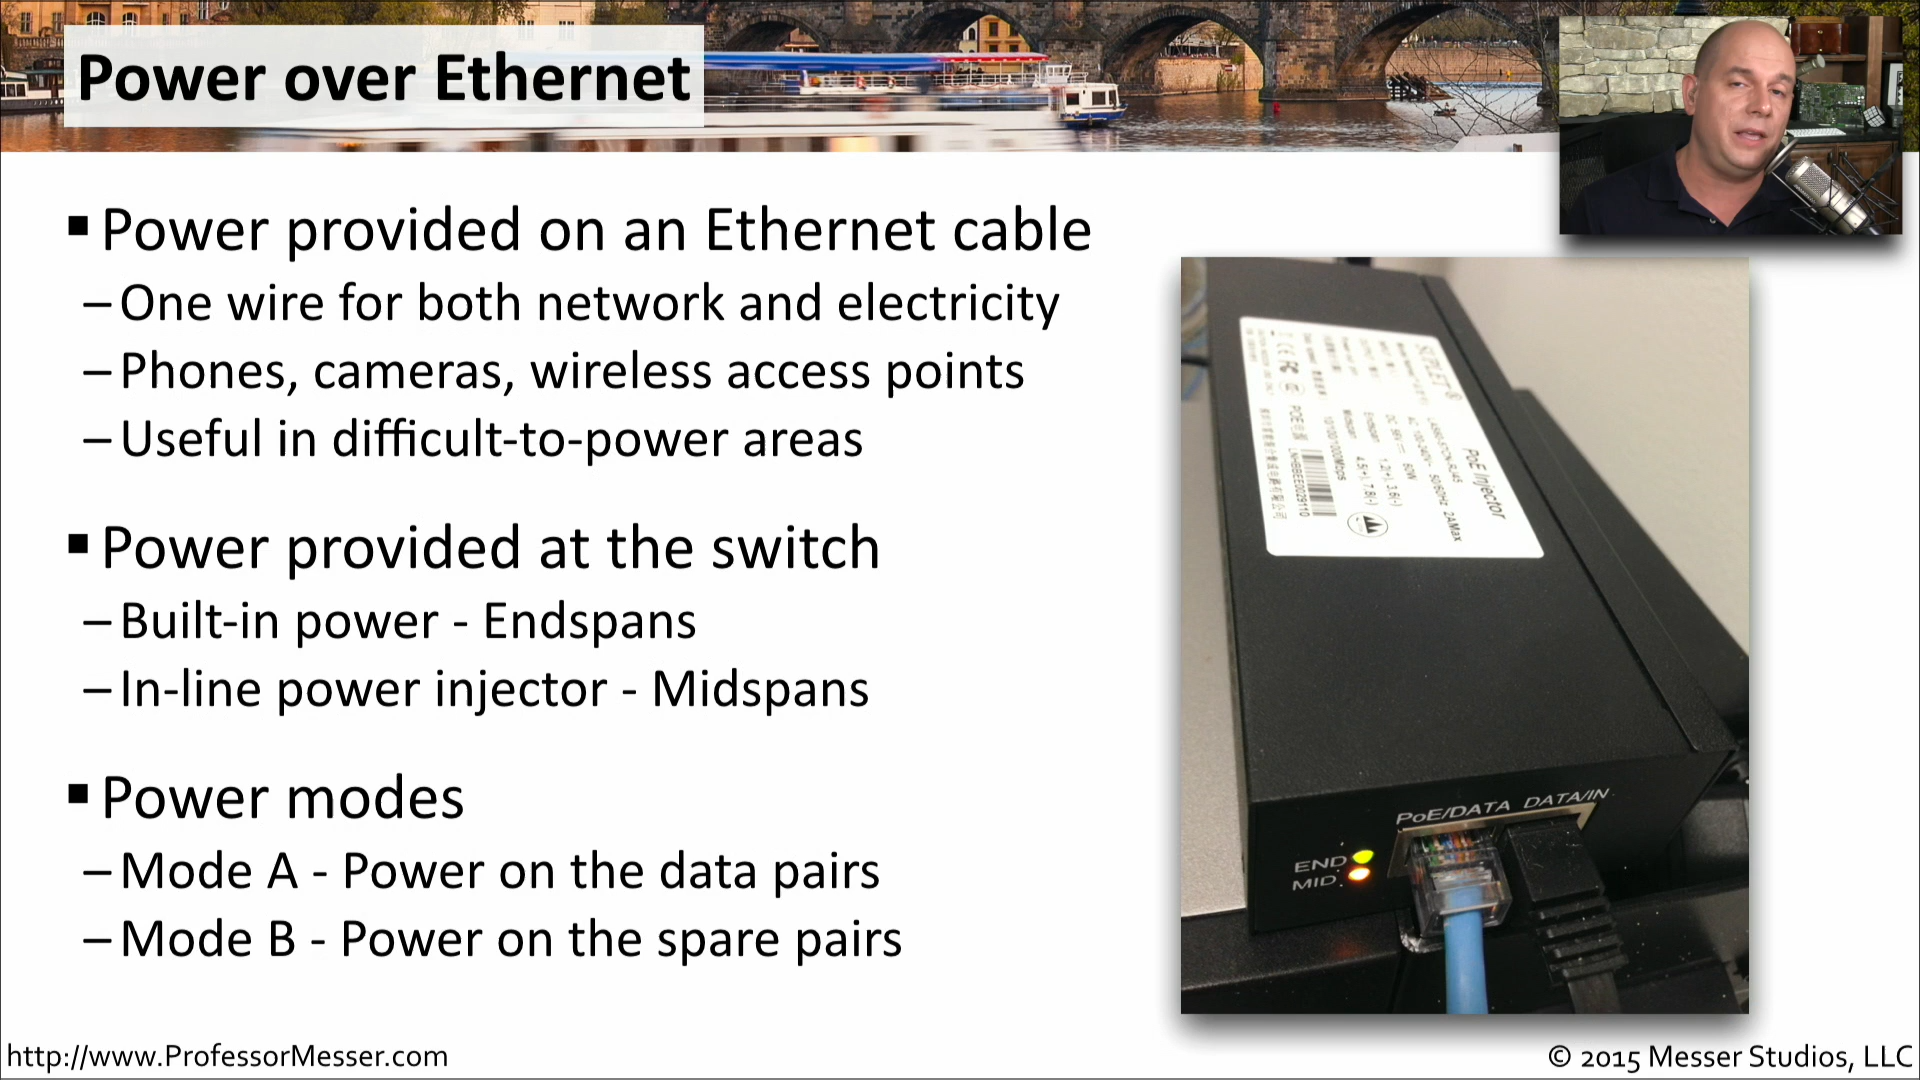 Power over Ethernet
▪ Power provided on an Ethernet cable
– One wire for both network and electricity
– Phones, cameras, wireless access points
– Useful in difficult-to-power areas
▪ Power provided at the switch
– Built-in power - Endspans
– In-line power injector - Midspans
▪ Power modes
– Mode A - Power on the data pairs
– Mode B - Power on the spare pairs
PoE Injector
10/100/1000Mbps
PoE/DATA DATA/IN
END
MID
http://www.ProfessorMesser.com
© 2015 Messer Studios, LLC